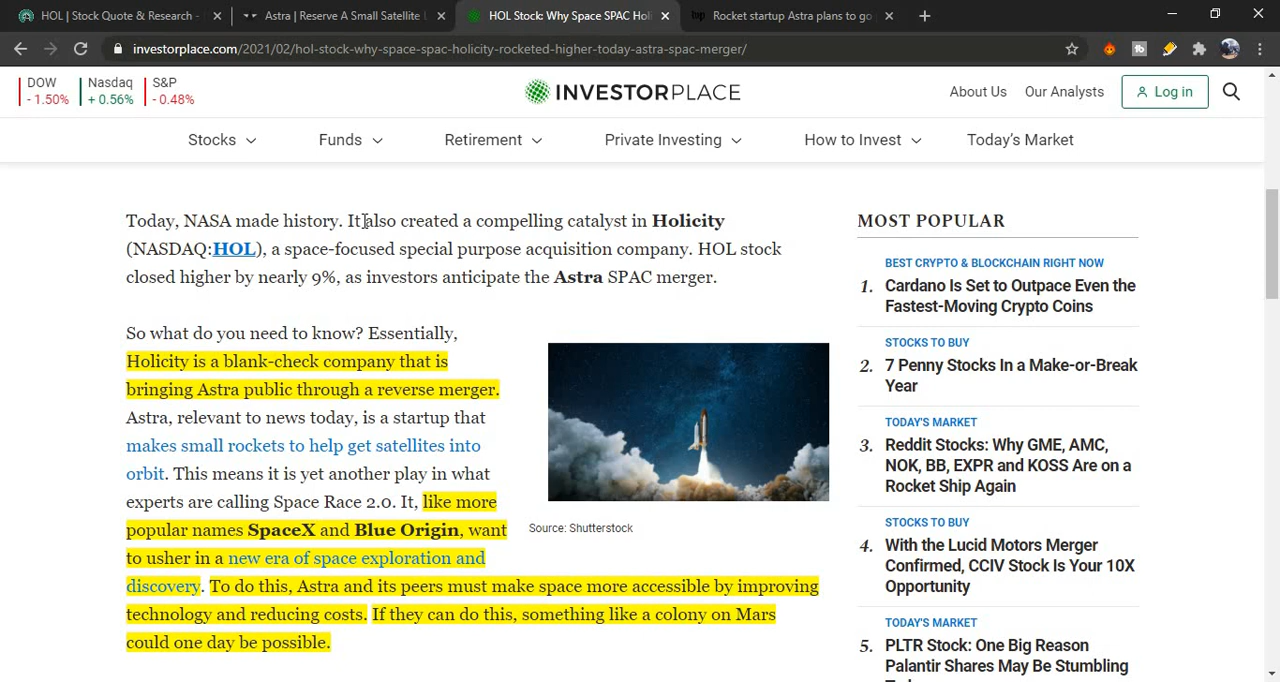 HOL | Stock Quote & Research -
Astra | Reserve A Small Satellite
HOL Stock: Why Space SPAC Hol
Rocket startup Astra plans to go
investorplace.com/2021/02/hol-stock-why-space-spac-holicity-rocketed-higher-today-astra-spac-merger/
DOW
- 1.50%
Nasdaq
+ 0.56%
S&P
- 0.48%
INVESTORPLACE
About Us
Our Analysts
Log in
Stocks
Funds
Retirement
Private Investing
How to Invest
Today's Market
Today, NASA made history. It also created a compelling catalyst in Holicity
(NASDAQ:HOL), a space-focused special purpose acquisition company. HOL stock
closed higher by nearly 9%, as investors anticipate the Astra SPAC merger.
So what do you need to know? Essentially,
Holicity is a blank-check company that is
bringing Astra public through a reverse merger.
Astra, relevant to news today, is a startup that
makes small rockets to help get satellites into
orbit. This means it is yet another play in what
experts are calling Space Race 2.0. It, like more
popular names SpaceX and Blue Origin, want
to usher in a new era of space exploration and
discovery. To do this, Astra and its peers must make space more accessible by improving
technology and reducing costs. If they can do this, something like a colony on Mars
could one day be possible.
Source: Shutterstock
MOST POPULAR
BEST CRYPTO & BLOCKCHAIN RIGHT NOW
1. Cardano Is Set to Outpace Even the
Fastest-Moving Crypto Coins
STOCKS TO BUY
2. 7 Penny Stocks In a Make-or-Break
Year
TODAY'S MARKET
3. Reddit Stocks: Why GME, AMC,
NOK, BB, EXPR and KOSS Are on a
Rocket Ship Again
STOCKS TO BUY
4. With the Lucid Motors Merger
Confirmed, CCIV Stock Is Your 10X
Opportunity
TODAY'S MARKET
5. PLTR Stock: One Big Reason
Palantir Shares May Be Stumbling